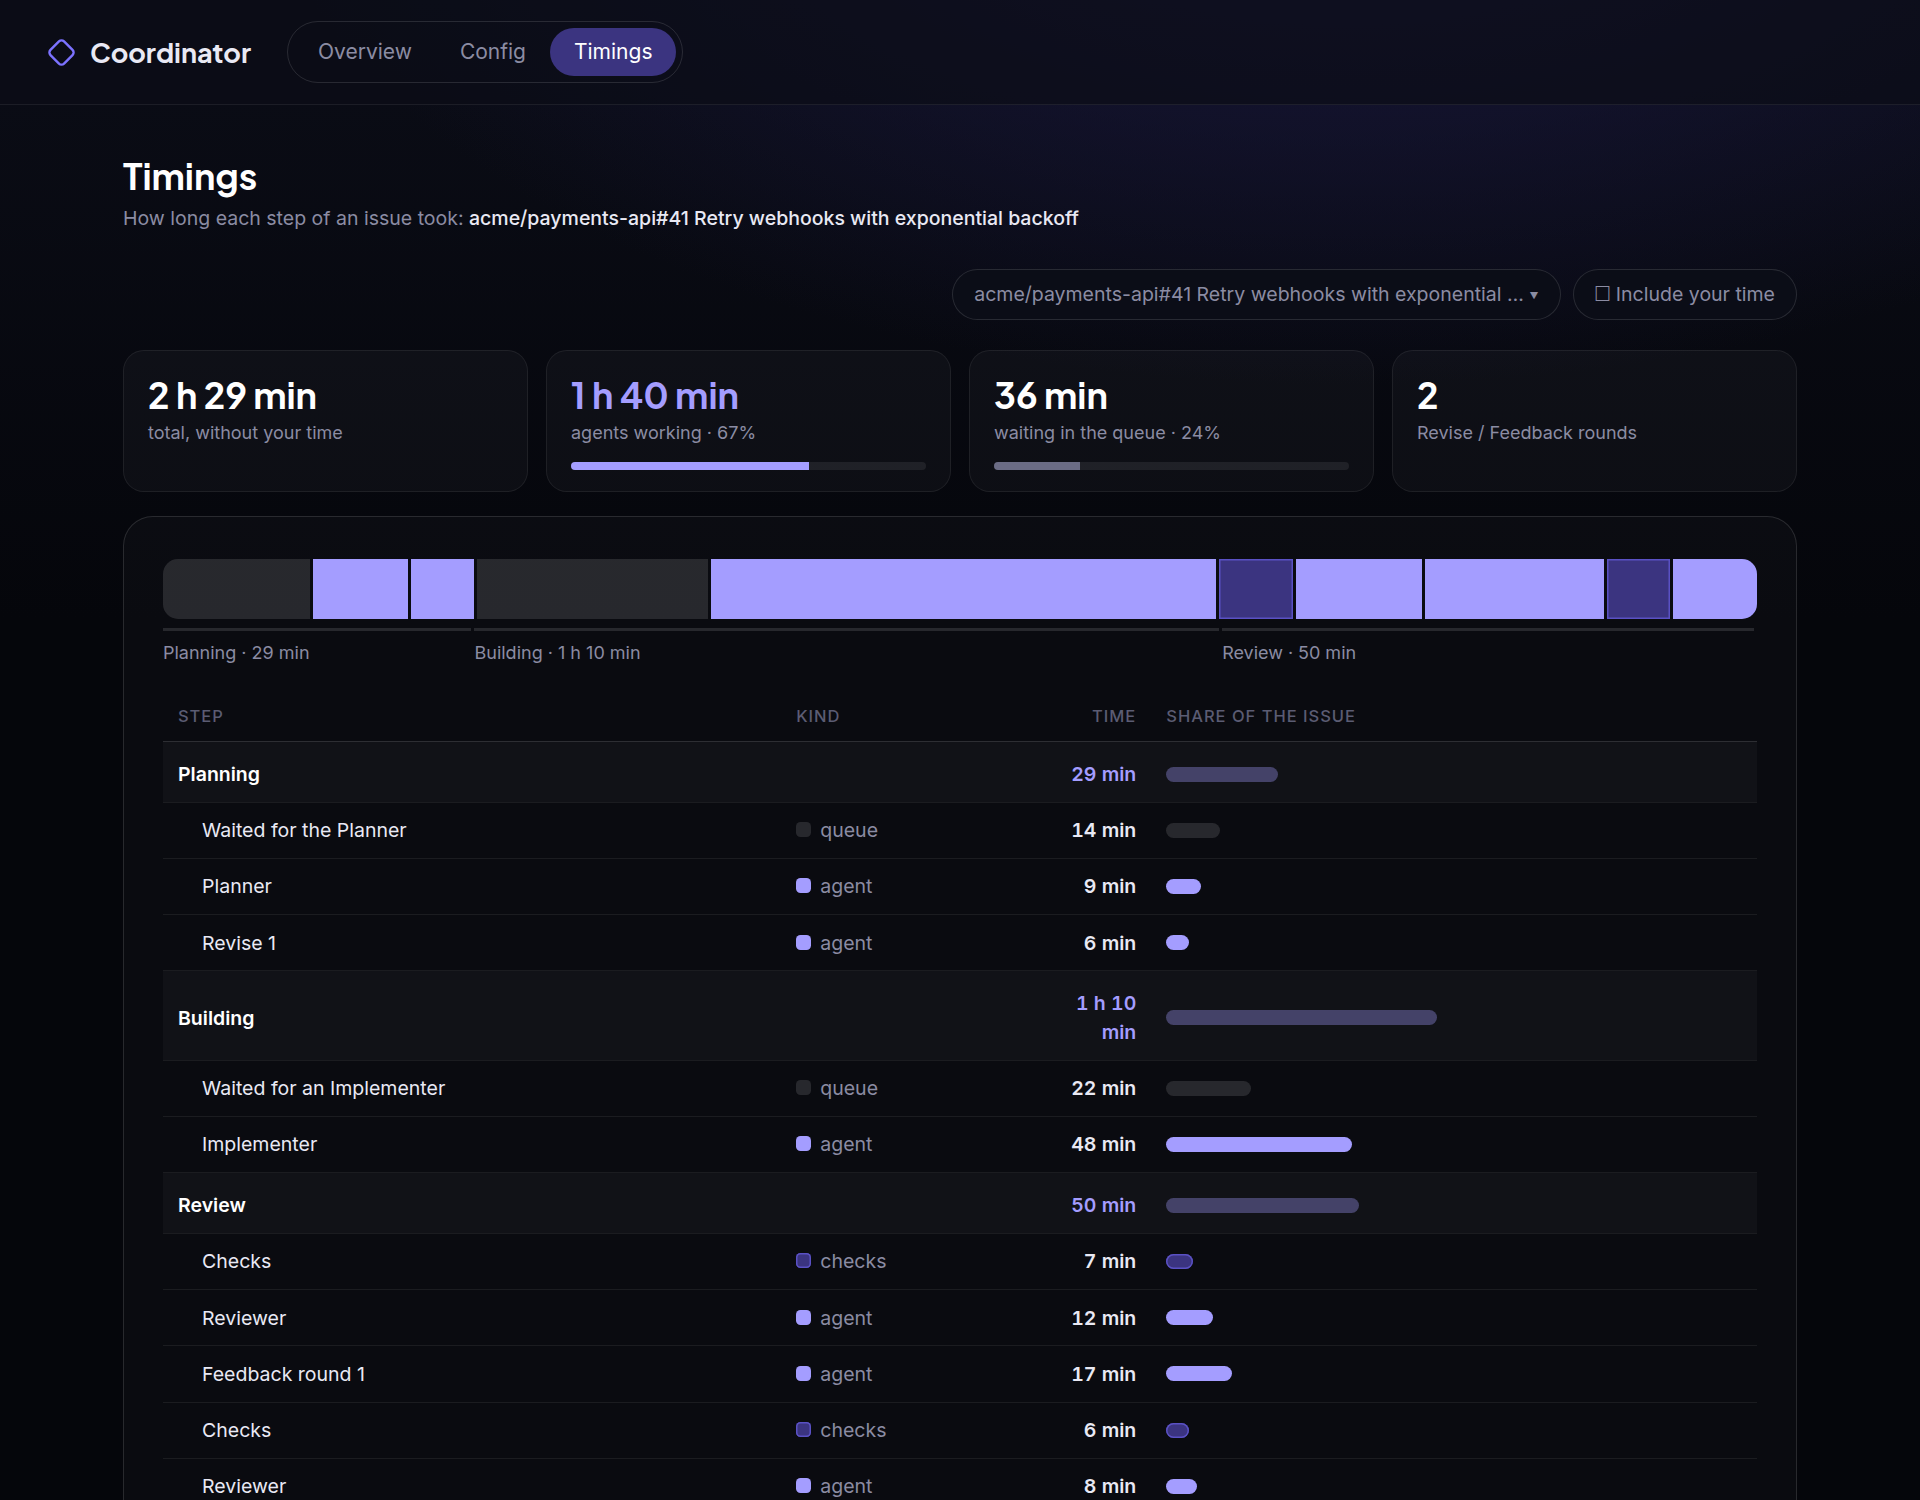 Coordinator
Overview
Config
Timings
Timings
How long each step of an issue took: acme/payments-api#41 Retry webhooks with exponential backoff
acme/payments-api#41 Retry webhooks with exponential ... ▾
☐ Include your time
2 h 29 min
total, without your time
1 h 40 min
agents working · 67%
36 min
waiting in the queue · 24%
2
Revise / Feedback rounds
Planning · 29 min
Building · 1 h 10 min
Review · 50 min
STEP KIND TIME SHARE OF THE ISSUE
Planning 29 min
Waited for the Planner queue 14 min
Planner agent 9 min
Revise 1 agent 6 min
Building 1 h 10
min
Waited for an Implementer queue 22 min
Implementer agent 48 min
Review 50 min
Checks checks 7 min
Reviewer agent 12 min
Feedback round 1 agent 17 min
Checks checks 6 min
Reviewer agent 8 min